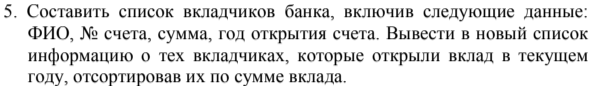 5. Составить список вкладчиков банка, включив следующие данные:
ФИО, № счета, сумма, год открытия счета. Вывести в новый список
информацию о тех вкладчиках, которые открыли вклад в текущем
году, отсортировав их по сумме вклада.